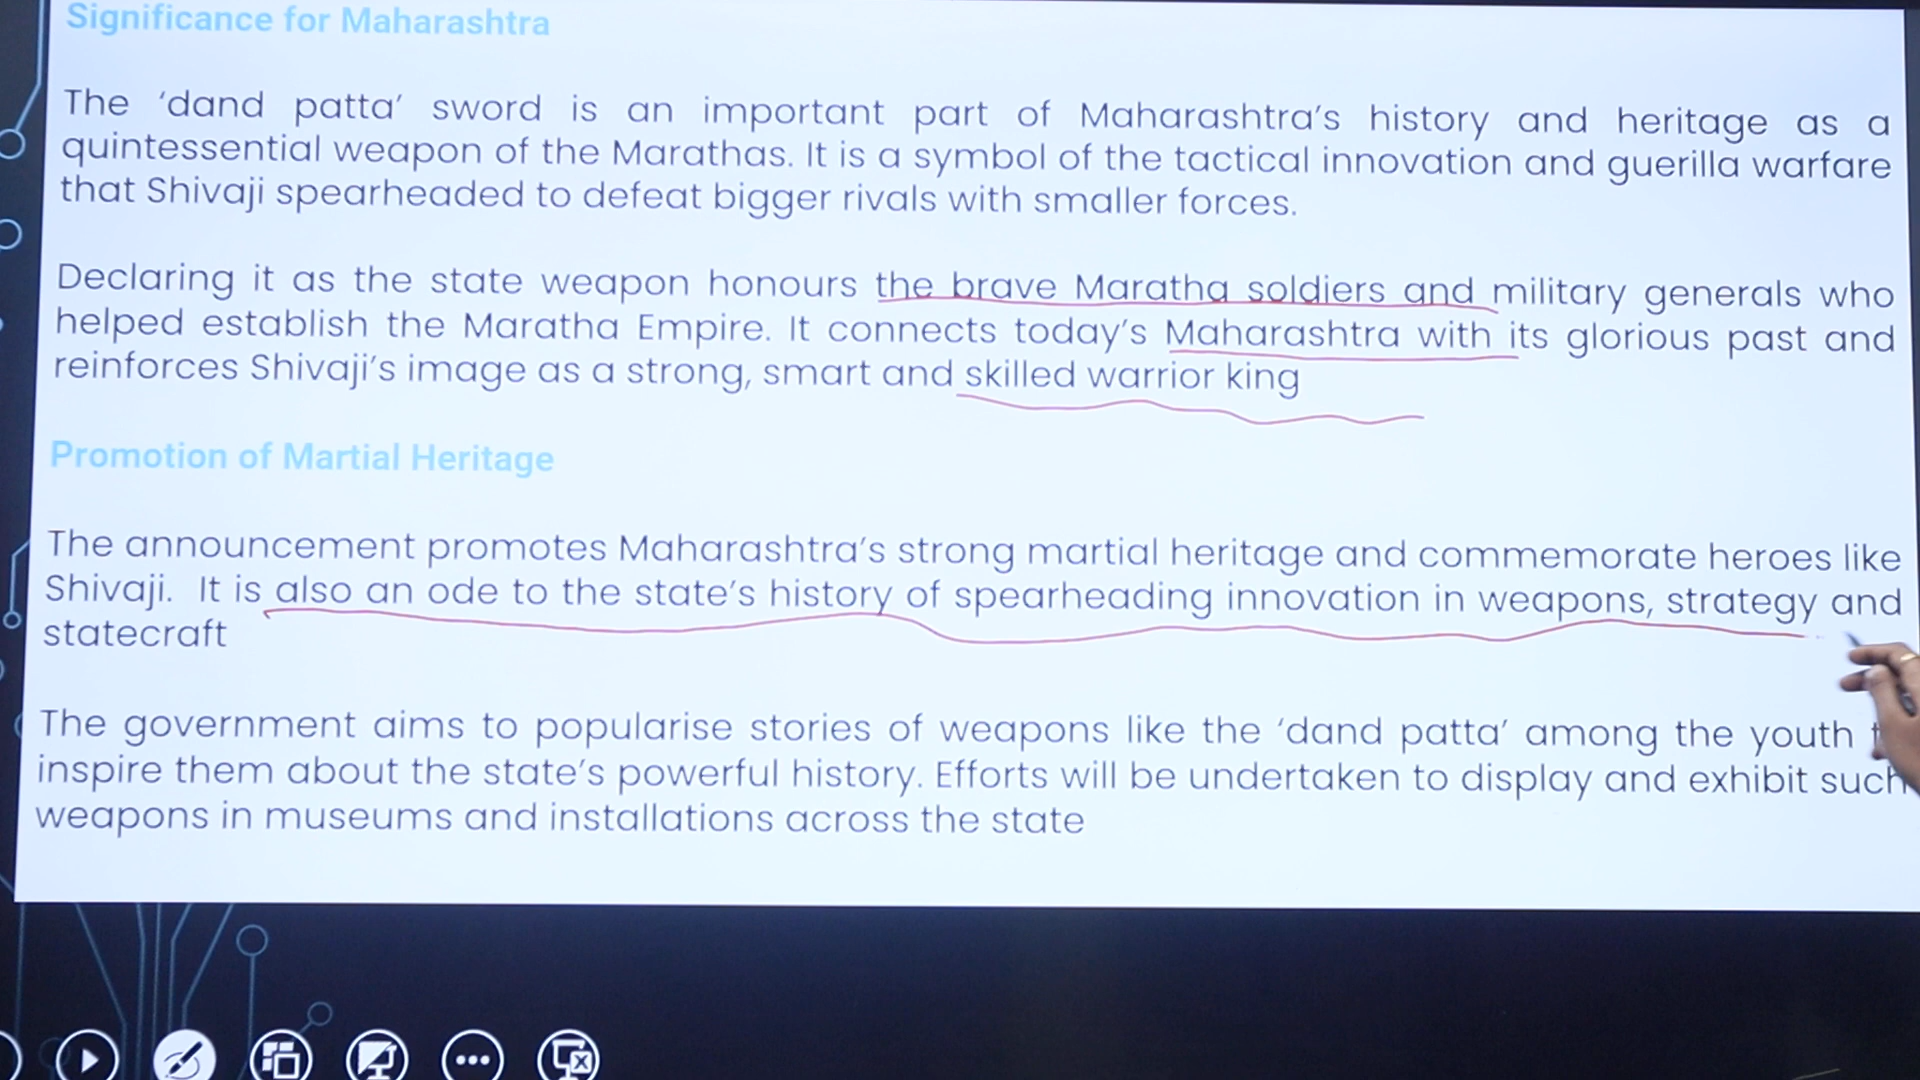 Significance for Maharashtra
The ‘dand patta’ sword is an important part of Maharashtra’s history and heritage as a
quintessential weapon of the Marathas. It is a symbol of the tactical innovation and guerilla warfare
that Shivaji spearheaded to defeat bigger rivals with smaller forces.
Declaring it as the state weapon honours the brave Maratha soldiers and military generals who
helped establish the Maratha Empire. It connects today’s Maharashtra with its glorious past and
reinforces Shivaji’s image as a strong, smart and skilled warrior king
Promotion of Martial Heritage
The announcement promotes Maharashtra’s strong martial heritage and commemorate heroes like
Shivaji. It is also an ode to the state’s history of spearheading innovation in weapons, strategy and
statecraft
The government aims to popularise stories of weapons like the ‘dand patta’ among the youth
inspire them about the state’s powerful history. Efforts will be undertaken to display and exhibit such
weapons in museums and installations across the state